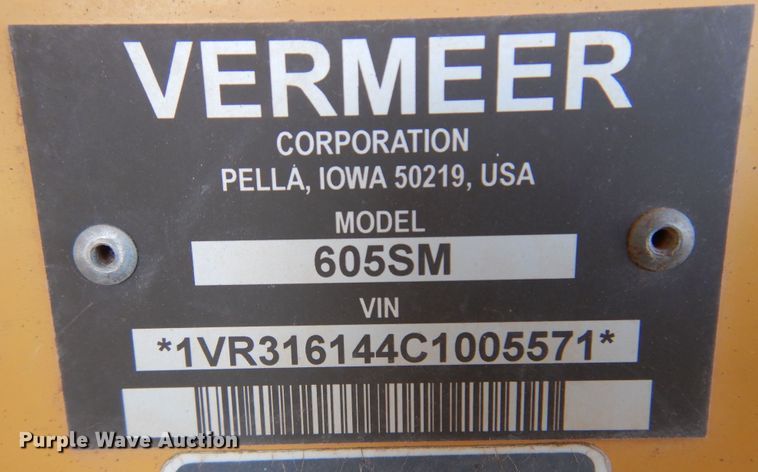 VERMEER
CORPORATION
PELLA, IOWA 50219, USA
MODEL
605SM
VIN
*1VR316144C1005571*
Purple Wave Auction